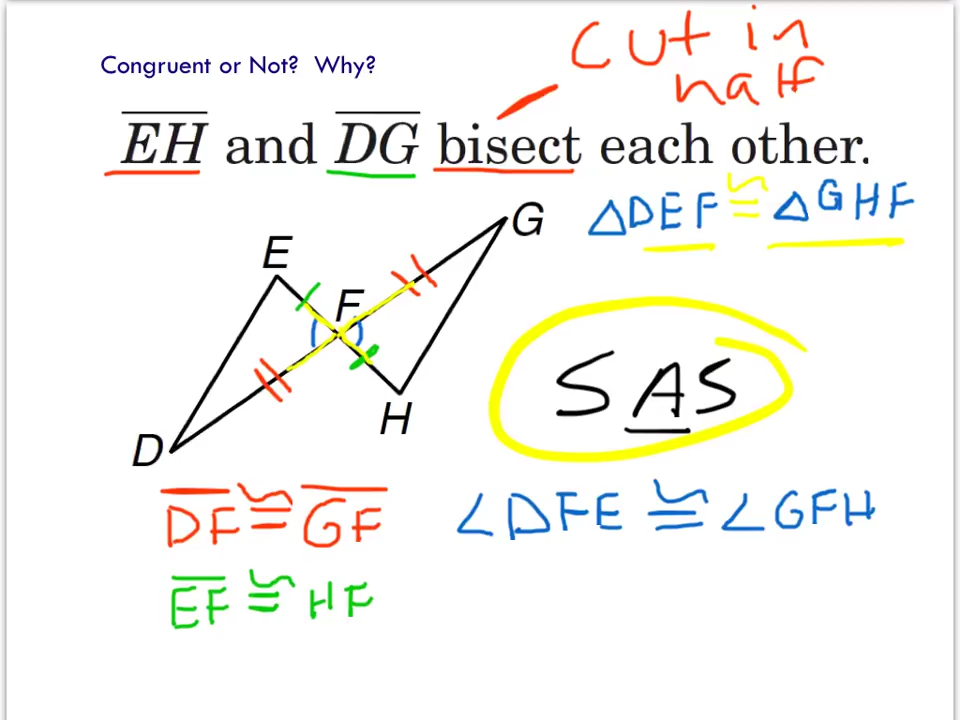 Congruent or Not? Why?
cut in
half
EH and DG bisect each other.
△DEF ≅ △GHF
G
E
F
SAS
H
D
DF ≅ GF
∠DFE ≅ ∠GFH
EF ≅ HF